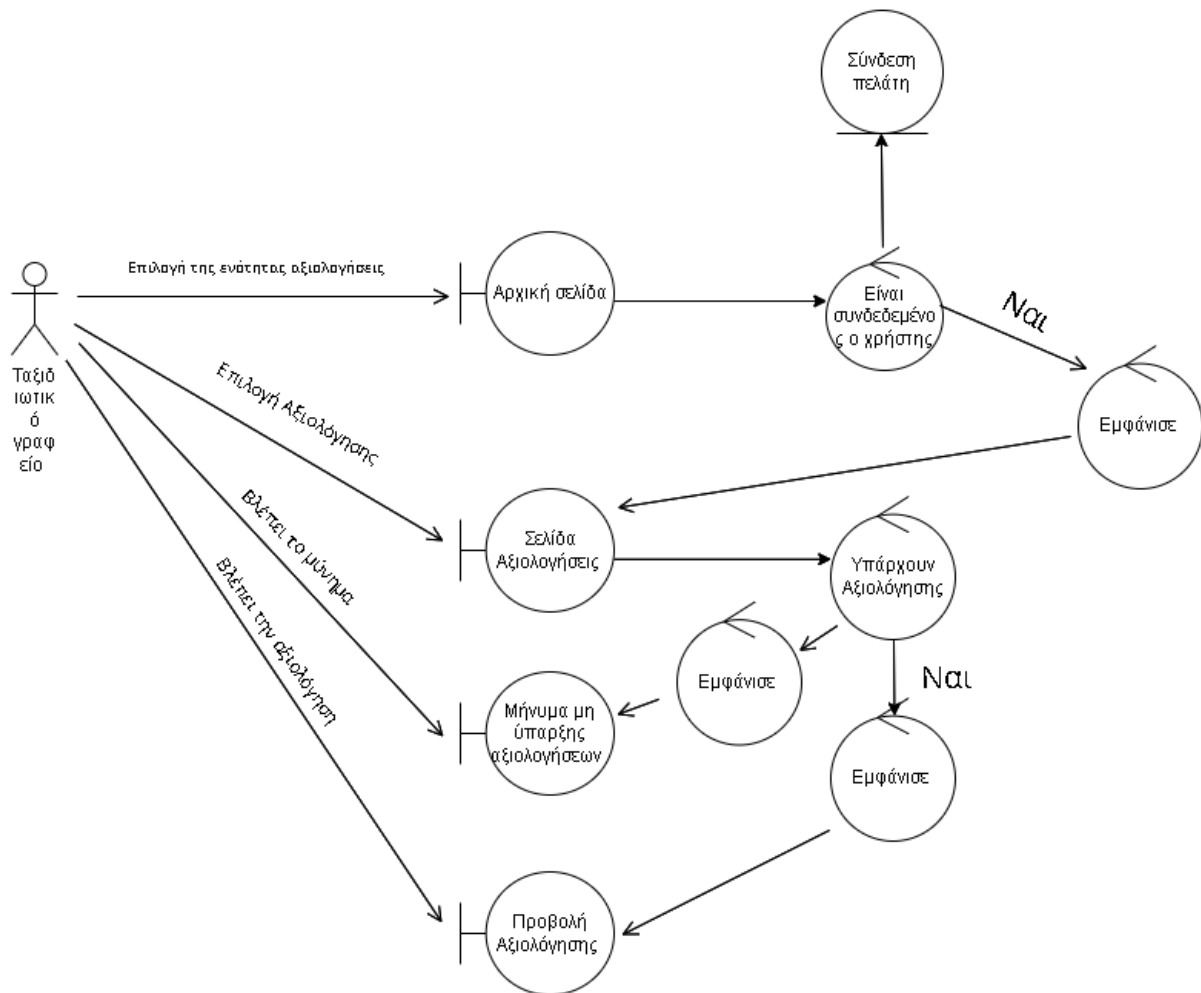 Σύνδεση
πελάτη
Επιλογή της ενότητας αξιολογήσεις
Αρχική σελίδα
Είναι
συνδεδεμένο
ς ο χρήστης
Ναι
Ταξιδ
ιωτικ
ό
γραφ
είο
Επιλογή Αξιολόγησης
Εμφάνισε
Βλέπει το μύνημα
Σελίδα
Αξιολογήσεις
Υπάρχουν
Αξιολόγησης
Βλέπει την αξιολόγηση
Εμφάνισε
Ναι
Μήνυμα μη
ύπαρξης
αξιολογήσεων
Εμφάνισε
Προβολή
Αξιολόγησης